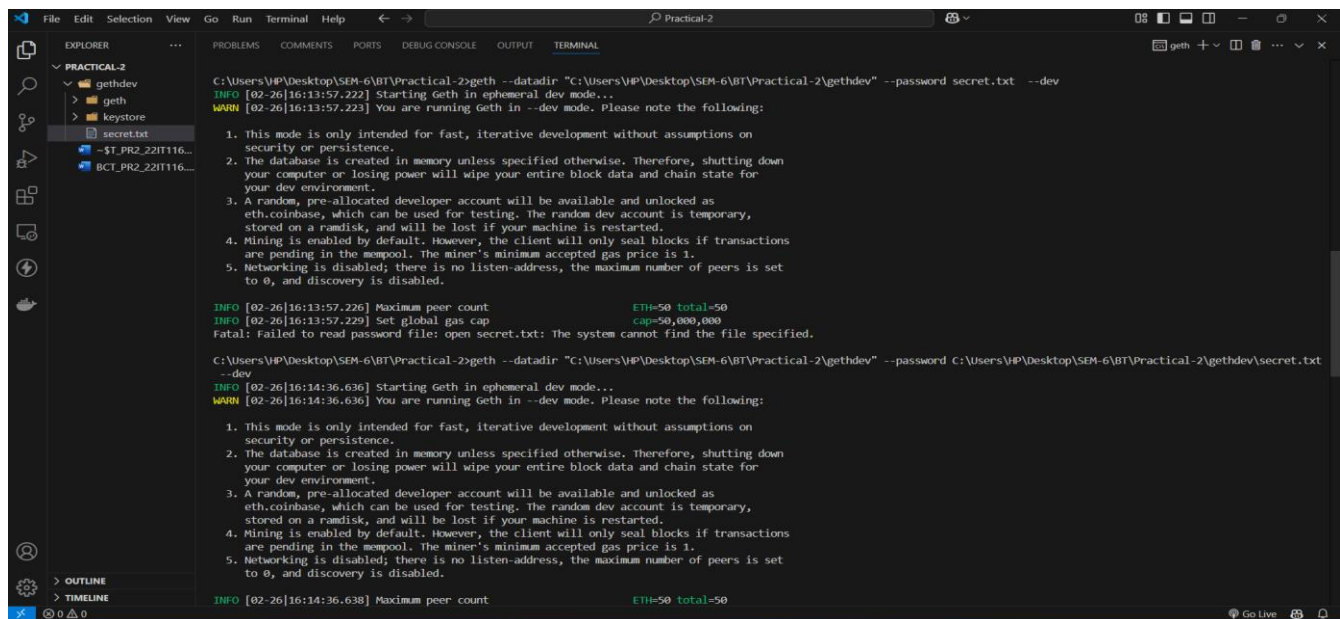 File Edit Selection View Go Run Terminal Help
Practical-2
EXPLORER
PRACTICAL-2
gethdev
geth
keystore
secret.txt
~$T_PR2_22IT116...
BCT_PR2_22IT116....
OUTLINE
TIMELINE
PROBLEMS COMMENTS PORTS DEBUG CONSOLE OUTPUT TERMINAL
geth
C:\Users\HP\Desktop\SEM-6\BT\Practical-2>geth --datadir "C:\Users\HP\Desktop\SEM-6\BT\Practical-2\gethdev" --password secret.txt --dev
INFO [02-26|16:13:57.222] Starting Geth in ephemeral dev mode...
WARN [02-26|16:13:57.223] You are running Geth in --dev mode. Please note the following:
1. This mode is only intended for fast, iterative development without assumptions on
security or persistence.
2. The database is created in memory unless specified otherwise. Therefore, shutting down
your computer or losing power will wipe your entire block data and chain state for
your dev environment.
3. A random, pre-allocated developer account will be available and unlocked as
eth.coinbase, which can be used for testing. The random dev account is temporary,
stored on a ramdisk, and will be lost if your machine is restarted.
4. Mining is enabled by default. However, the client will only seal blocks if transactions
are pending in the mempool. The miner's minimum accepted gas price is 1.
5. Networking is disabled; there is no listen-address, the maximum number of peers is set
to 0, and discovery is disabled.
INFO [02-26|16:13:57.226] Maximum peer count ETH=50 total=50
INFO [02-26|16:13:57.229] Set global gas cap cap=50,000,000
Fatal: Failed to read password file: open secret.txt: The system cannot find the file specified.
C:\Users\HP\Desktop\SEM-6\BT\Practical-2>geth --datadir "C:\Users\HP\Desktop\SEM-6\BT\Practical-2\gethdev" --password C:\Users\HP\Desktop\SEM-6\BT\Practical-2\gethdev\secret.txt
--dev
INFO [02-26|16:14:36.636] Starting Geth in ephemeral dev mode...
WARN [02-26|16:14:36.636] You are running Geth in --dev mode. Please note the following:
1. This mode is only intended for fast, iterative development without assumptions on
security or persistence.
2. The database is created in memory unless specified otherwise. Therefore, shutting down
your computer or losing power will wipe your entire block data and chain state for
your dev environment.
3. A random, pre-allocated developer account will be available and unlocked as
eth.coinbase, which can be used for testing. The random dev account is temporary,
stored on a ramdisk, and will be lost if your machine is restarted.
4. Mining is enabled by default. However, the client will only seal blocks if transactions
are pending in the mempool. The miner's minimum accepted gas price is 1.
5. Networking is disabled; there is no listen-address, the maximum number of peers is set
to 0, and discovery is disabled.
INFO [02-26|16:14:36.638] Maximum peer count ETH=50 total=50
0 0 0 Go Live